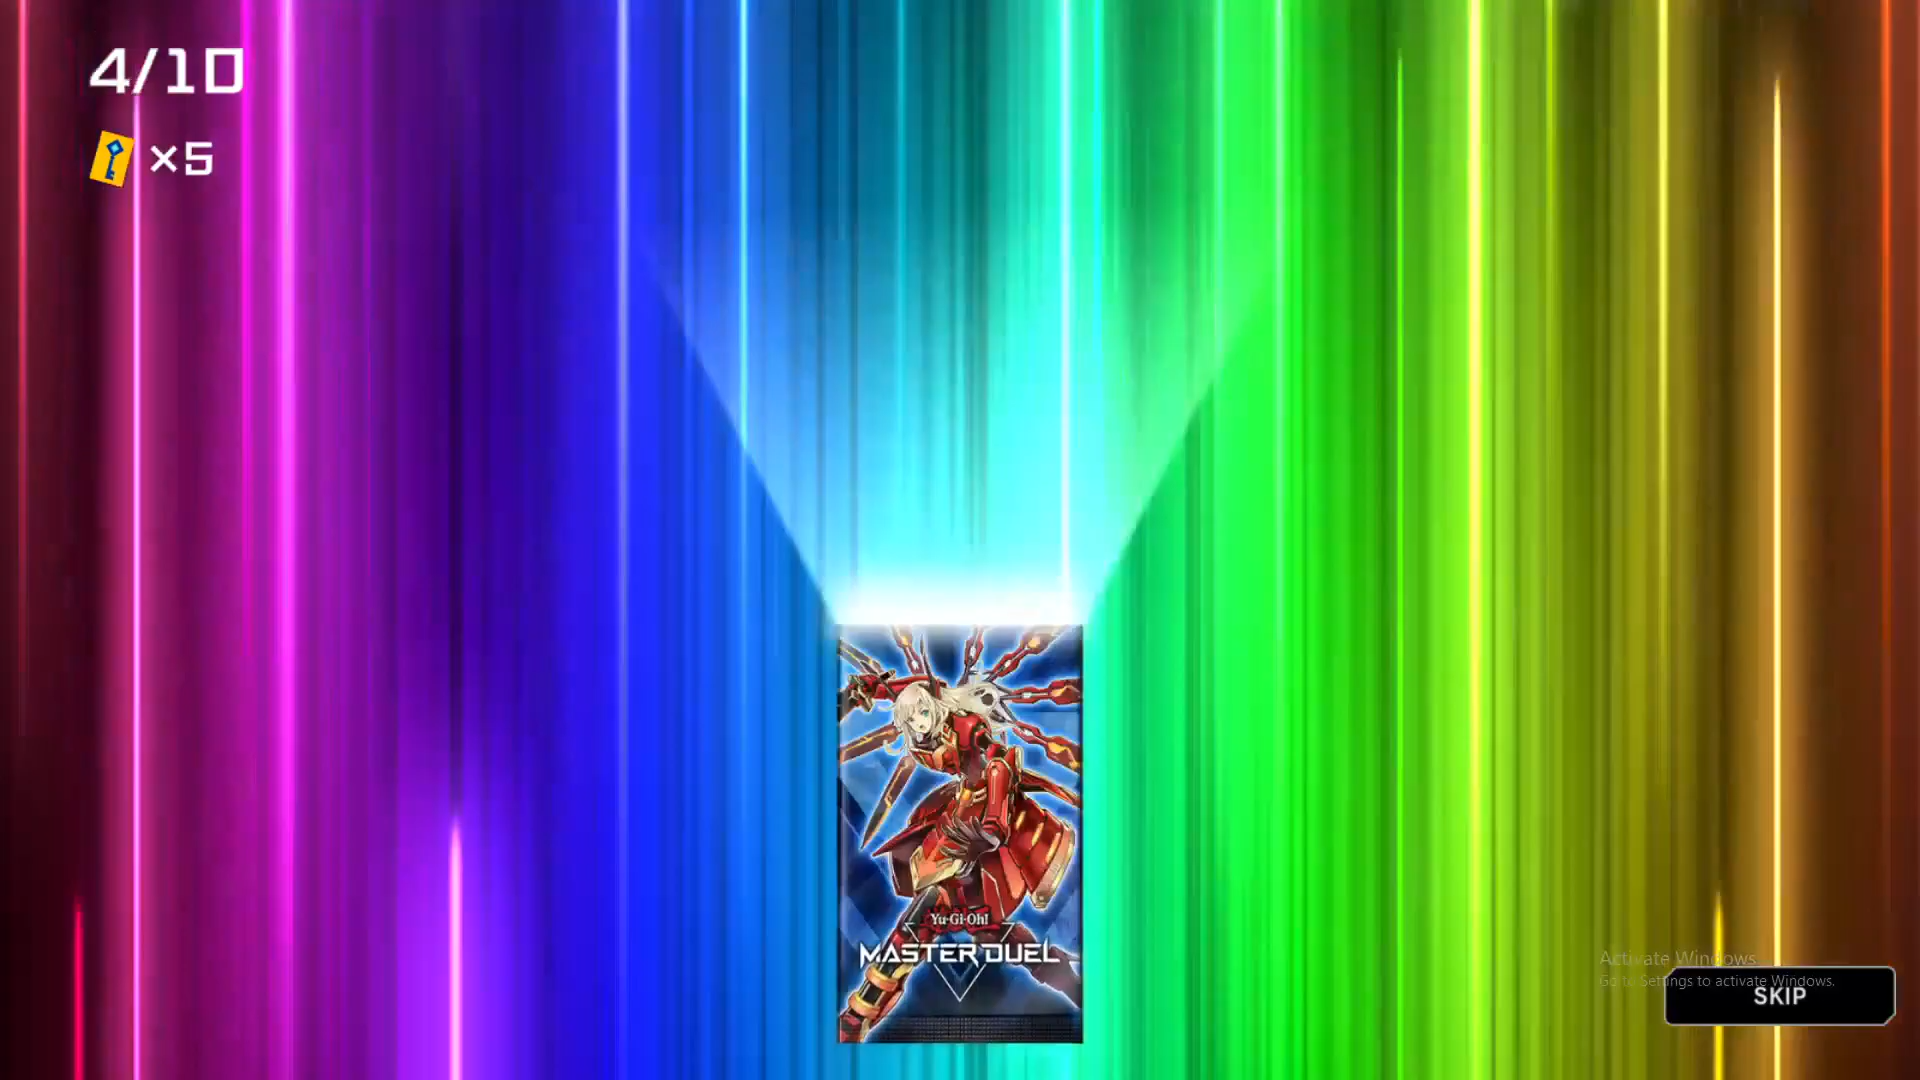 4/10
×5
Yu-Gi-Oh!
MASTER DUEL
Activate Windows
Go to Settings to activate Windows.
SKIP